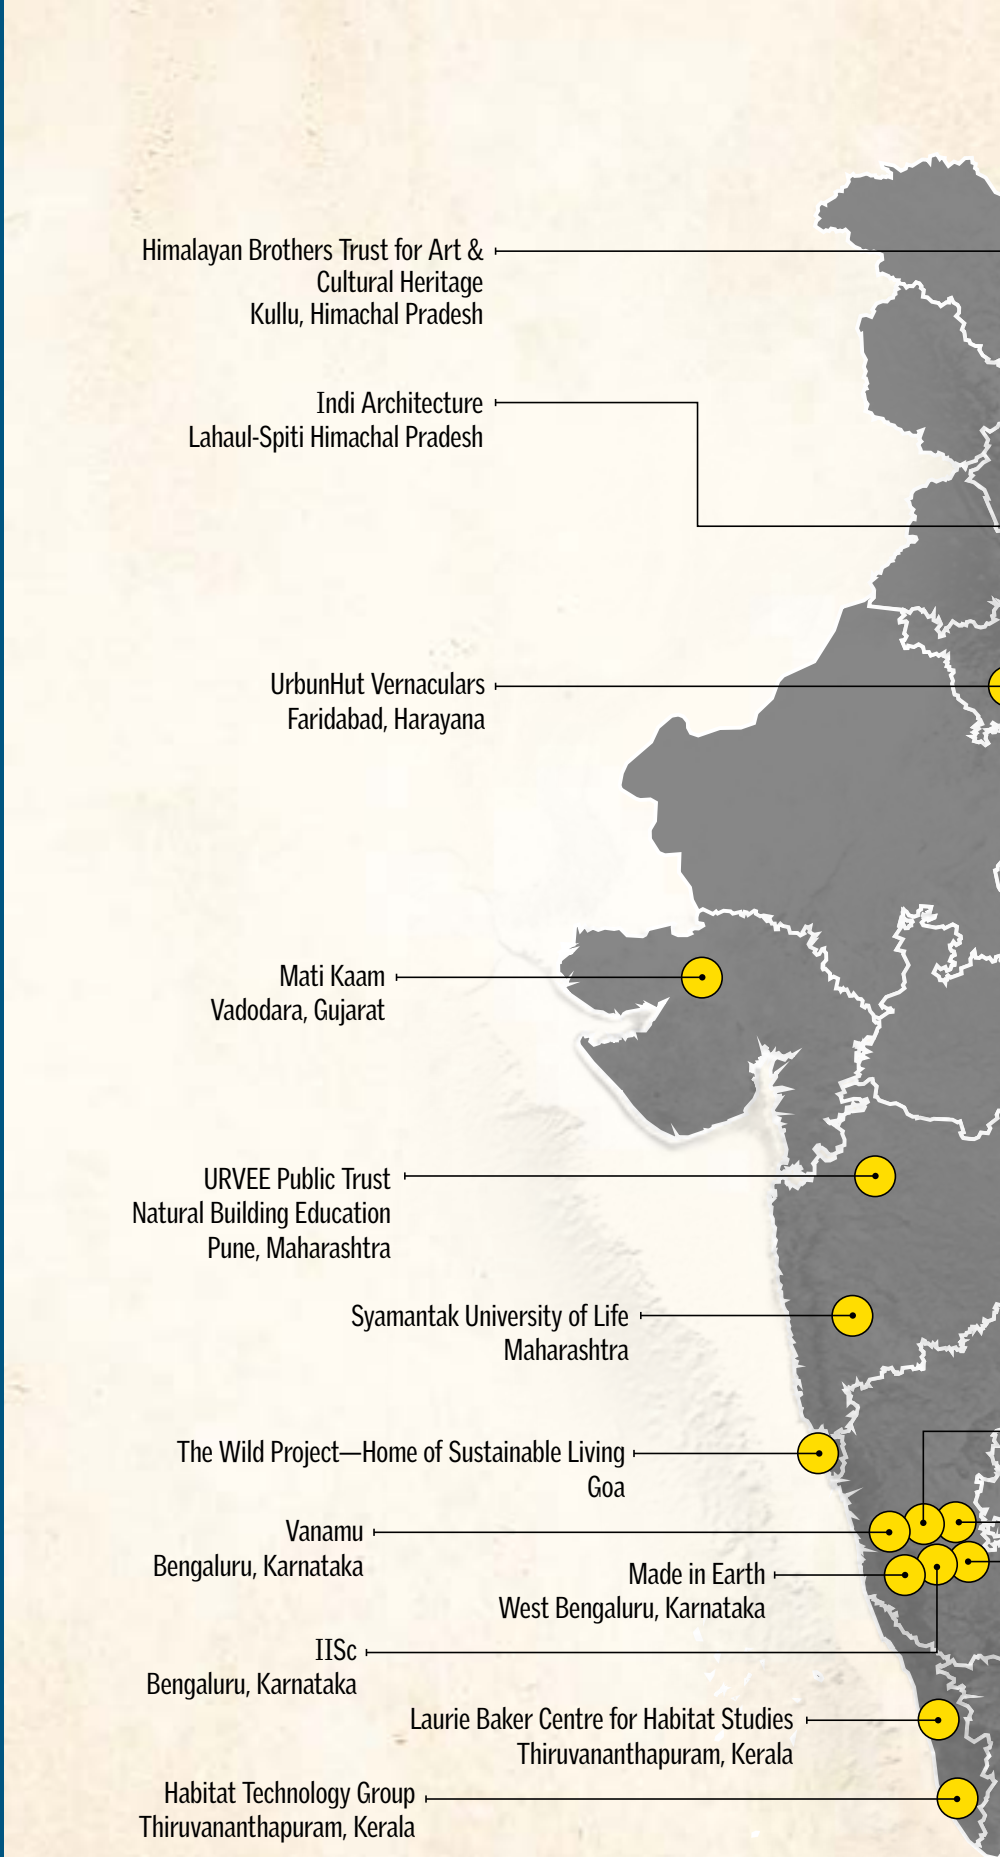 Himalayan Brothers Trust for Art &
Cultural Heritage
Kullu, Himachal Pradesh
Indi Architecture
Lahaul-Spiti Himachal Pradesh
UrbunHut Vernaculars
Faridabad, Harayana
Mati Kaam
Vadodara, Gujarat
URVEE Public Trust
Natural Building Education
Pune, Maharashtra
Syamantak University of Life
Maharashtra
The Wild Project—Home of Sustainable Living
Goa
Vanamu
Bengaluru, Karnataka
Made in Earth
West Bengaluru, Karnataka
IISc
Bengaluru, Karnataka
Laurie Baker Centre for Habitat Studies
Thiruvananthapuram, Kerala
Habitat Technology Group
Thiruvananthapuram, Kerala